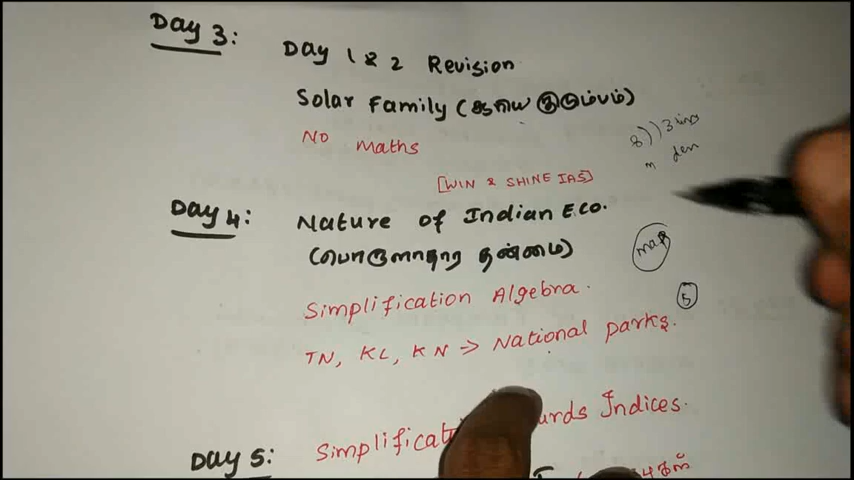 Day 3: Day 1 & 2 Revision
Solar Family (சூரிய குடும்பம்)
No Maths
[WIN & SHINE IAS]
Day 4: Nature of Indian Eco.
(பொருளாதார தன்மை)
map
Simplification Algebra.
5
TN, KL, KN → National parks.
Day 5: Indices.